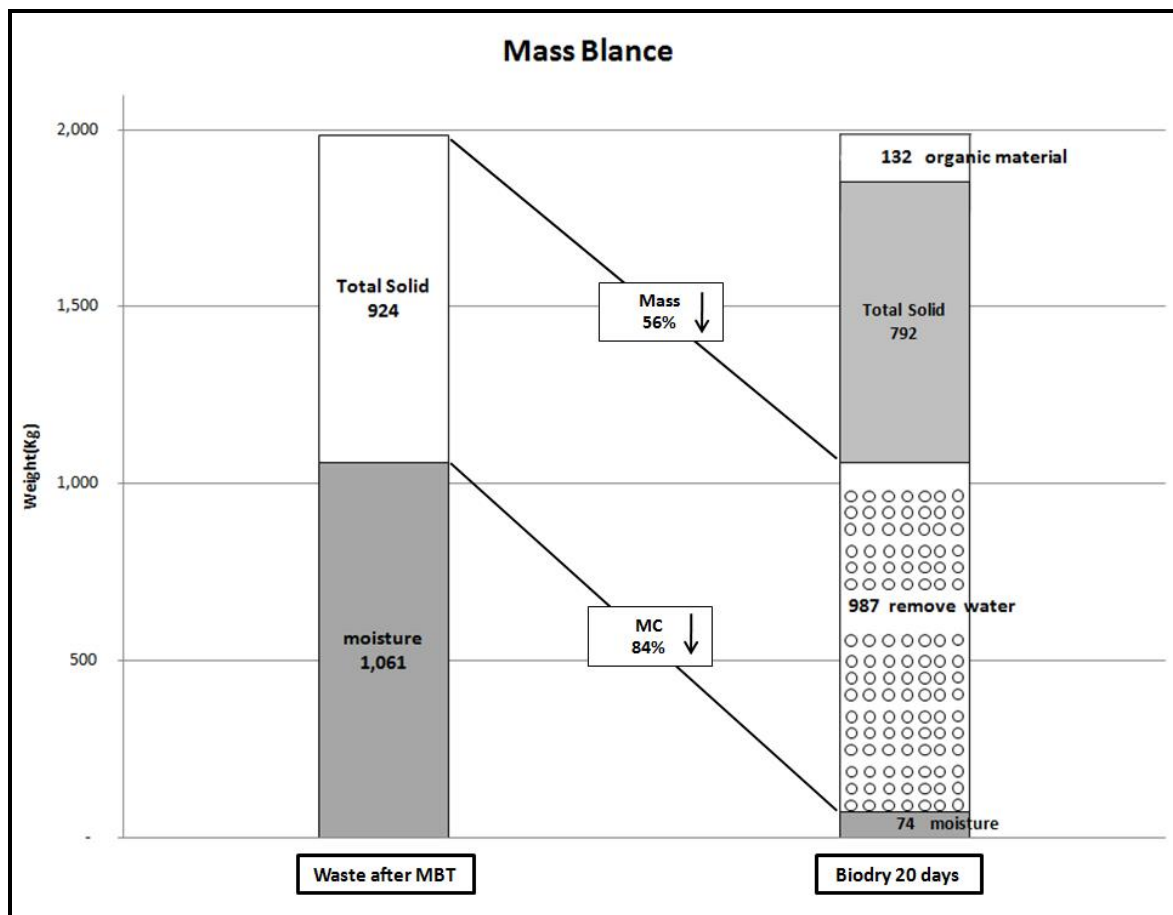 Mass Blance
Weight(Kg)
2,000
1,500
1,000
500
-
Total Solid
924
moisture
1,061
Mass
56%
MC
84%
132 organic material
Total Solid
792
987 remove water
74 moisture
Waste after MBT
Biodry 20 days